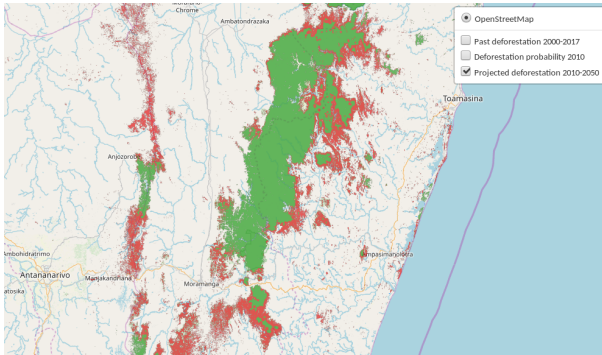 Chrome
Ambatondrazaka
OpenStreetMap
Past deforestation 2000-2017
Deforestation probability 2010
Projected deforestation 2010-2050
Toamasina
Anjozorobe
Ambohidratrimo
Manjakandriana
Antananarivo
Moramanga